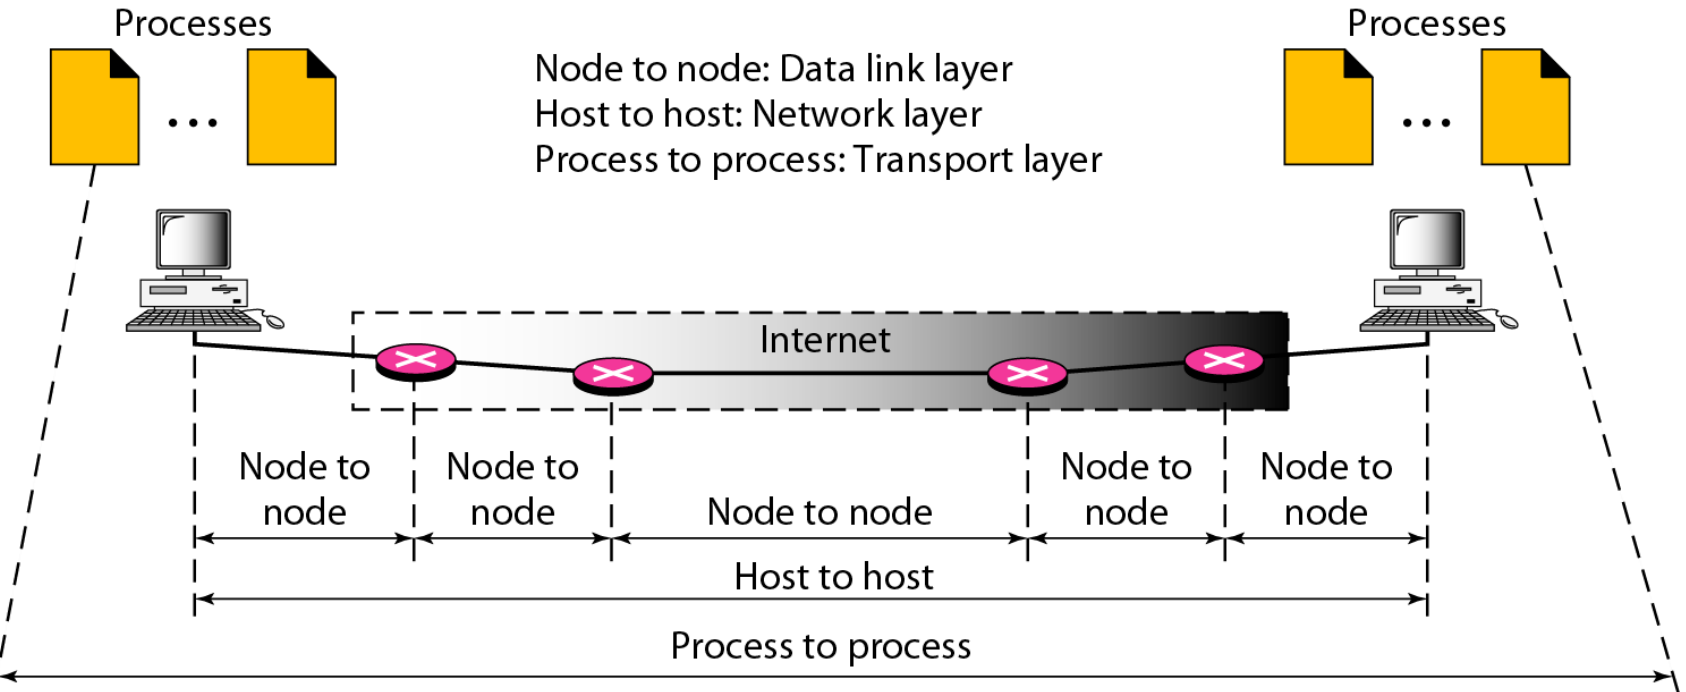 Processes
Processes
Node to node: Data link layer
Host to host: Network layer
Process to process: Transport layer
...
...
Internet
Node to
node
Node to
node
Node to node
Node to
node
Node to
node
Host to host
Process to process